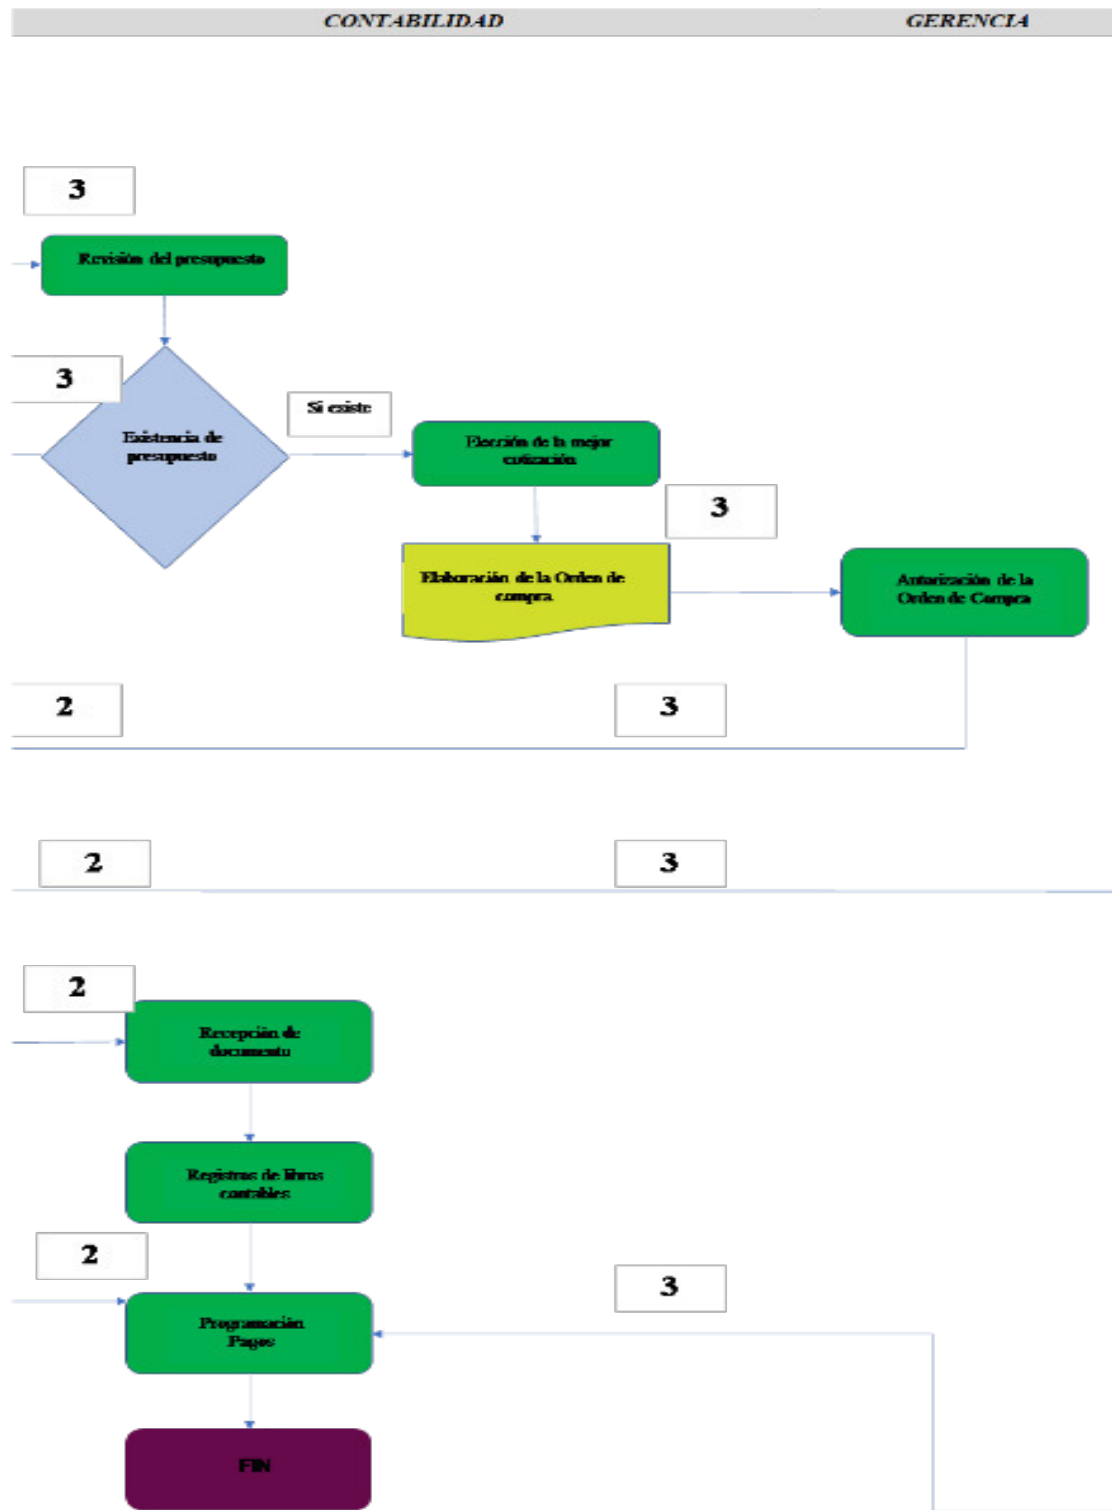 CONTABILIDAD
GERENCIA
3
Revisión del presupuesto
3
Existencia de
presupuesto
Si existe
Elección de la mejor
cotización
3
Elaboración de la Orden de
compra
Autorización de la
Orden de Compra
2
3
2
3
2
Recepción de
documento
Registros de libros
contables
2
3
Programación
Pagos
FIN